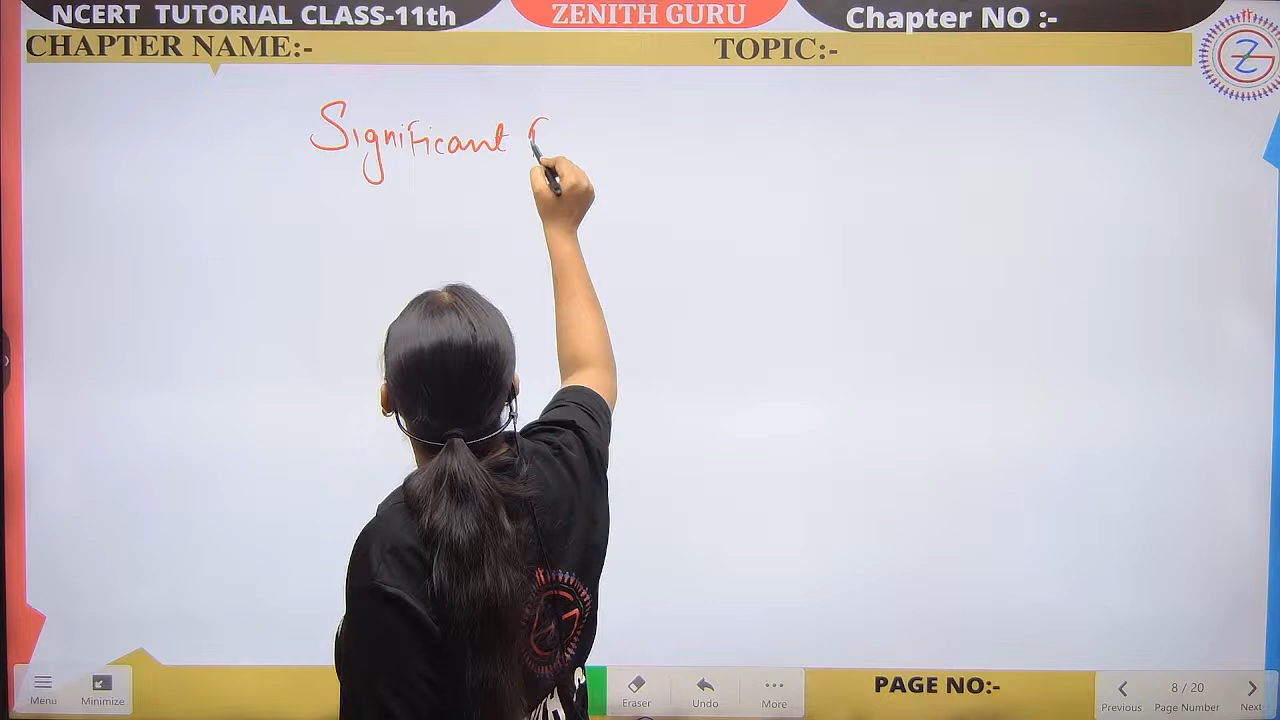 NCERT TUTORIAL CLASS-11th
ZENITH GURU
Chapter NO :-
CHAPTER NAME:-
TOPIC:-
Significant
Menu
Minimize
Eraser
Undo
More
PAGE NO:-
Previous
8 / 20
Page Number
Next